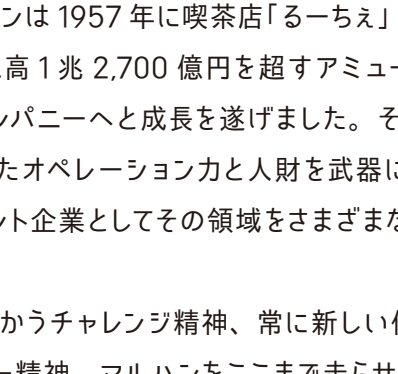 ンは 1957 年に喫茶店「るーちぇ」
高 1 兆 2,700 億円を超すアミュー
ンパニーへと成長を遂げました。そ
たオペレーション力と人財を武器に
ント企業としてその領域をさまざまな
かうチャレンジ精神、常に新しい
精神、マルハンをここまで走らせ